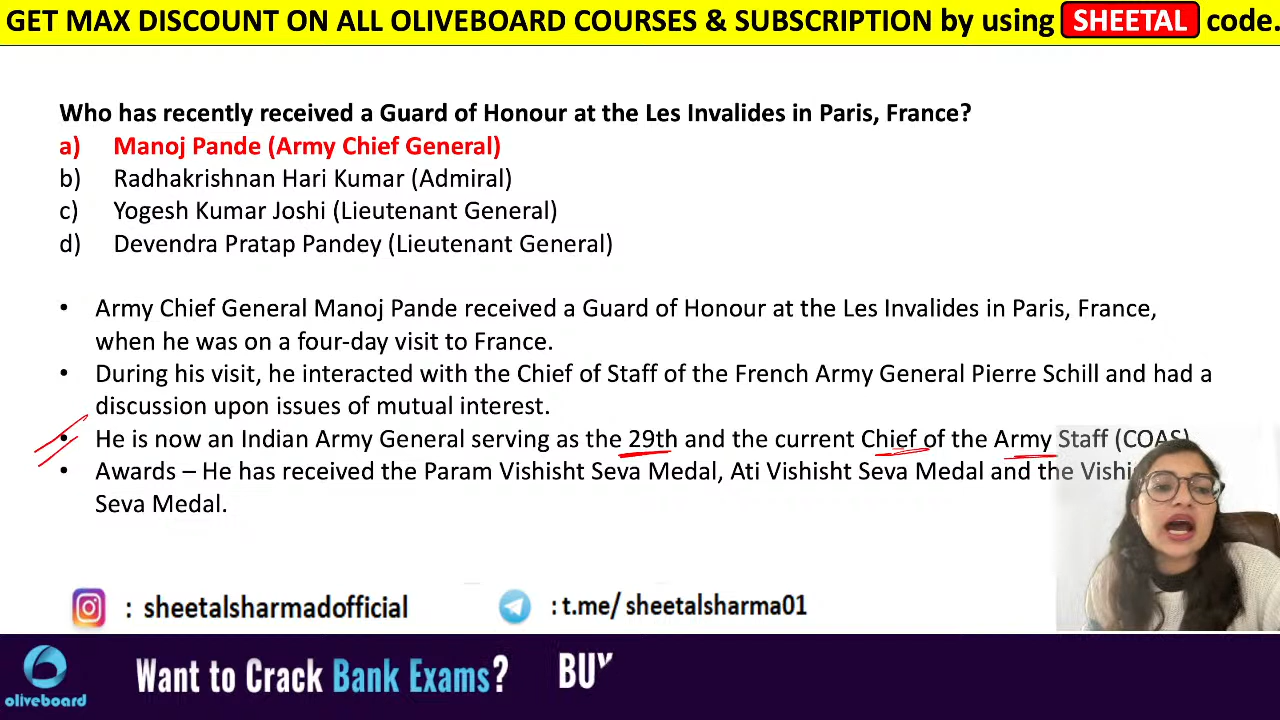 GET MAX DISCOUNT ON ALL OLIVEBOARD COURSES & SUBSCRIPTION by using SHEETAL code.
Who has recently received a Guard of Honour at the Les Invalides in Paris, France?
a) Manoj Pande (Army Chief General)
b) Radhakrishnan Hari Kumar (Admiral)
c) Yogesh Kumar Joshi (Lieutenant General)
d) Devendra Pratap Pandey (Lieutenant General)
• Army Chief General Manoj Pande received a Guard of Honour at the Les Invalides in Paris, France,
when he was on a four-day visit to France.
• During his visit, he interacted with the Chief of Staff of the French Army General Pierre Schill and had a
discussion upon issues of mutual interest.
• He is now an Indian Army General serving as the 29th and the current Chief of the Army Staff (COAS)
• Awards – He has received the Param Vishisht Seva Medal, Ati Vishisht Seva Medal and the
Seva Medal.
: sheetalsharmadofficial
: t.me/ sheetalsharma01
oliveboard
Want to Crack Bank Exams?
BUY